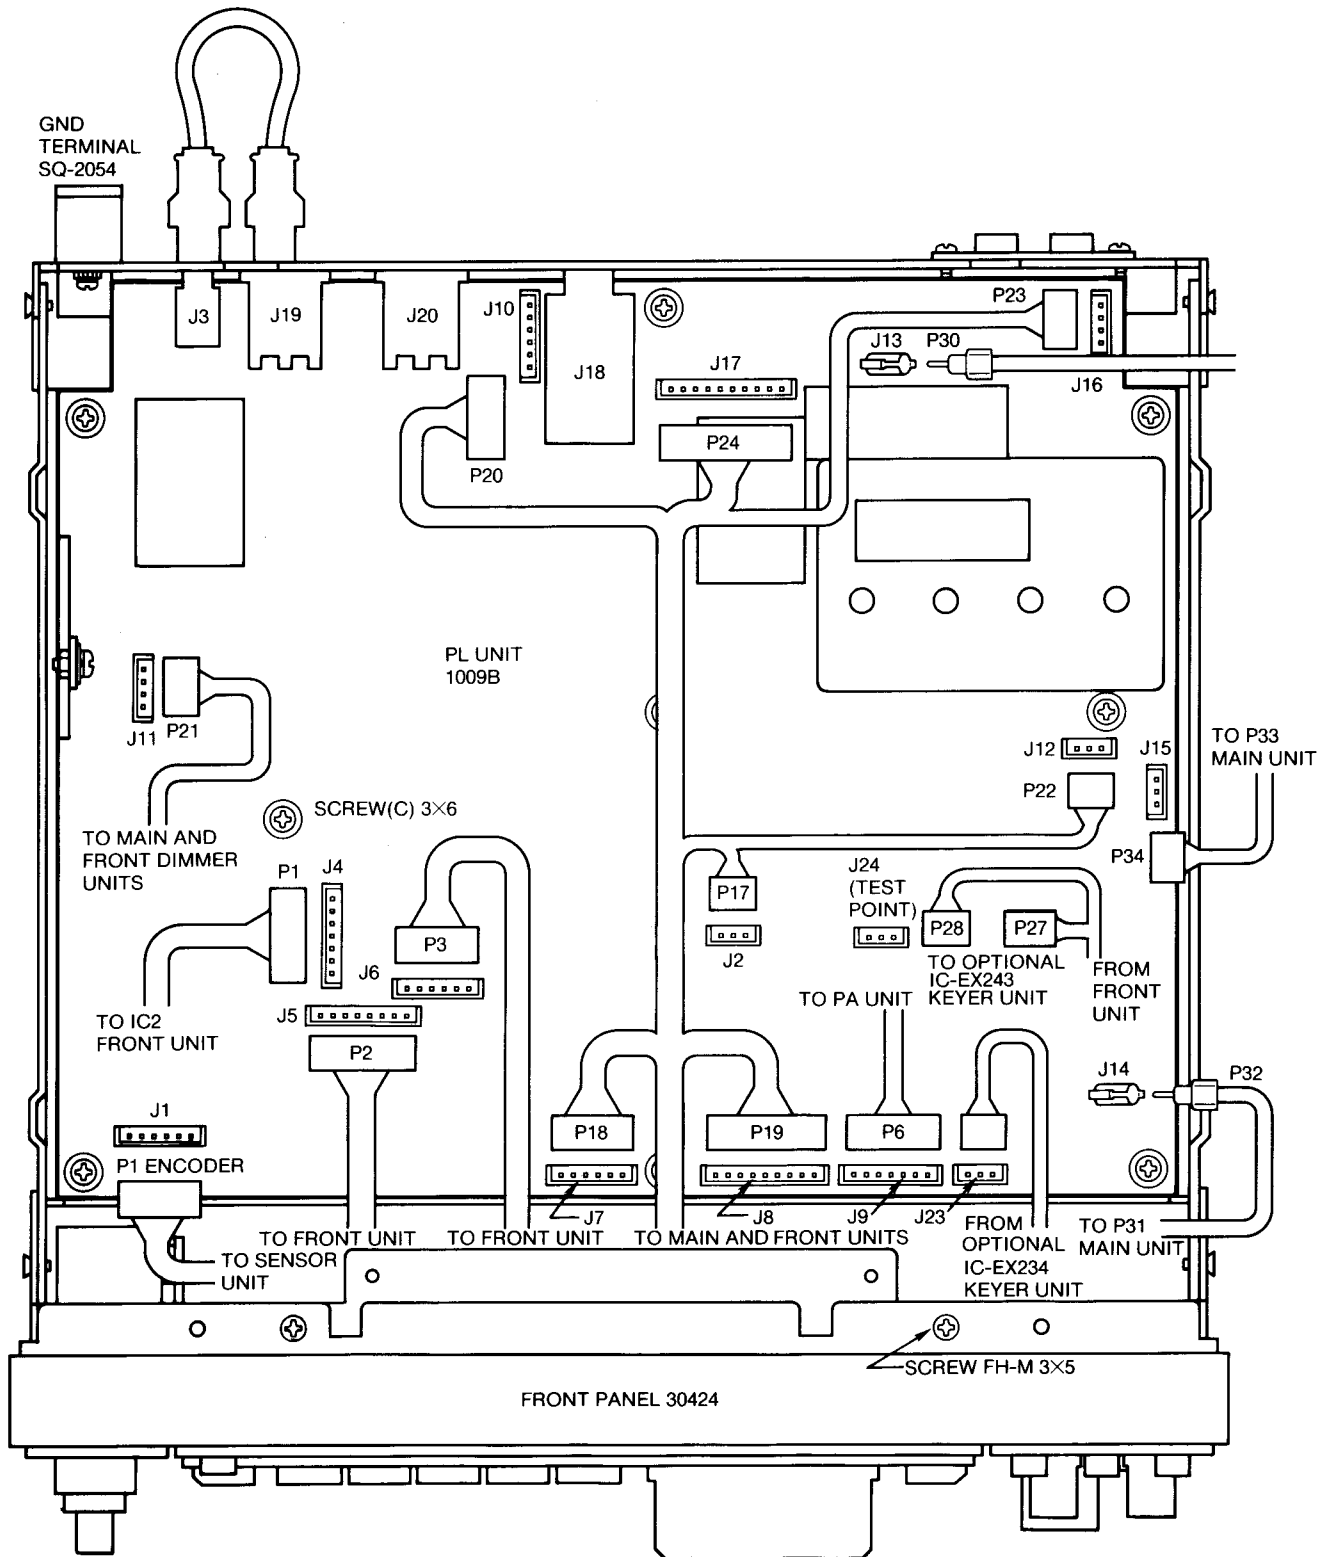 GND
TERMINAL
SQ-2054
J3
J19
J20
J10
J18
J17
P23
J13
P30
J16
P20
P24
PL UNIT
1009B
J11
P21
TO MAIN AND
FRONT DIMMER
UNITS
SCREW(C) 3×6
J12
J15
TO P33
MAIN UNIT
P22
P34
P1
J4
P3
J6
J5
P2
P17
J2
J24
(TEST
POINT)
P28
P27
TO OPTIONAL
IC-EX243
KEYER UNIT
FROM
FRONT
UNIT
TO PA UNIT
TO IC2
FRONT UNIT
J1
P1 ENCODER
P18
P19
P6
J14
P32
J7
J8
J9
J23
TO FRONT UNIT
TO FRONT UNIT
TO MAIN AND FRONT UNITS
TO SENSOR
UNIT
FROM
OPTIONAL
IC-EX234
KEYER UNIT
TO P31
MAIN UNIT
SCREW FH-M 3×5
FRONT PANEL 30424